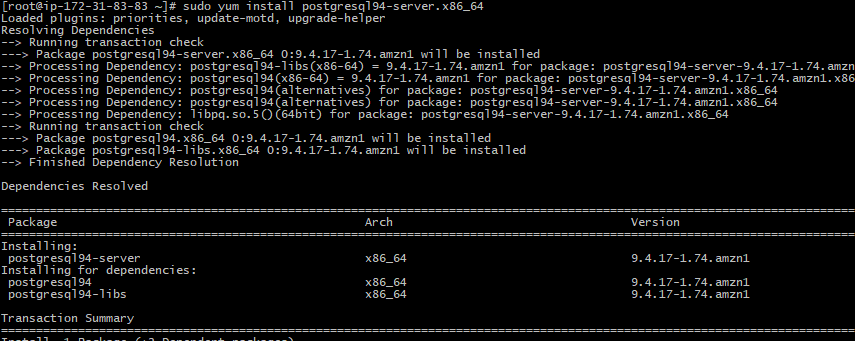 [root@ip-172-31-83-83 ~]# sudo yum install postgresql94-server.x86_64
Loaded plugins: priorities, update-motd, upgrade-helper
Resolving Dependencies
--> Running transaction check
---> Package postgresql94-server.x86_64 0:9.4.17-1.74.amzn1 will be installed
--> Processing Dependency: postgresql94-libs(x86-64) = 9.4.17-1.74.amzn1 for package: postgresql94-server-9.4.17-1.74.amzn
--> Processing Dependency: postgresql94(x86-64) = 9.4.17-1.74.amzn1 for package: postgresql94-server-9.4.17-1.74.amzn1.x86
--> Processing Dependency: postgresql94(alternatives) for package: postgresql94-server-9.4.17-1.74.amzn1.x86_64
--> Processing Dependency: postgresql94(alternatives) for package: postgresql94-server-9.4.17-1.74.amzn1.x86_64
--> Processing Dependency: libpq.so.5()(64bit) for package: postgresql94-server-9.4.17-1.74.amzn1.x86_64
--> Running transaction check
---> Package postgresql94.x86_64 0:9.4.17-1.74.amzn1 will be installed
---> Package postgresql94-libs.x86_64 0:9.4.17-1.74.amzn1 will be installed
--> Finished Dependency Resolution
Dependencies Resolved
Package Arch Version
Installing:
postgresql94-server x86_64 9.4.17-1.74.amzn1
Installing for dependencies:
postgresql94 x86_64 9.4.17-1.74.amzn1
postgresql94-libs x86_64 9.4.17-1.74.amzn1
Transaction Summary
Install 1 Package (+2 Dependent packages)